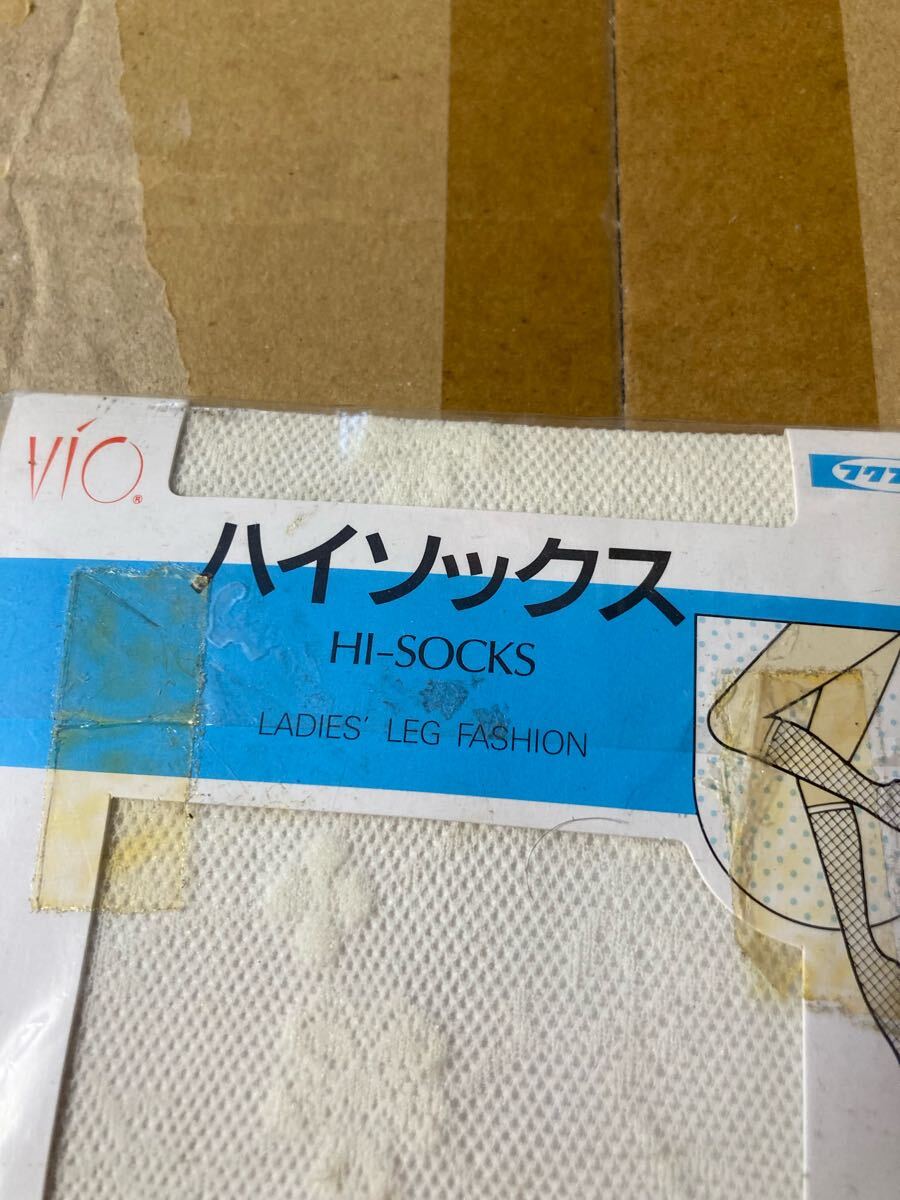 VIO®
ハイソックス
HI-SOCKS
LADIES' LEG FASHION